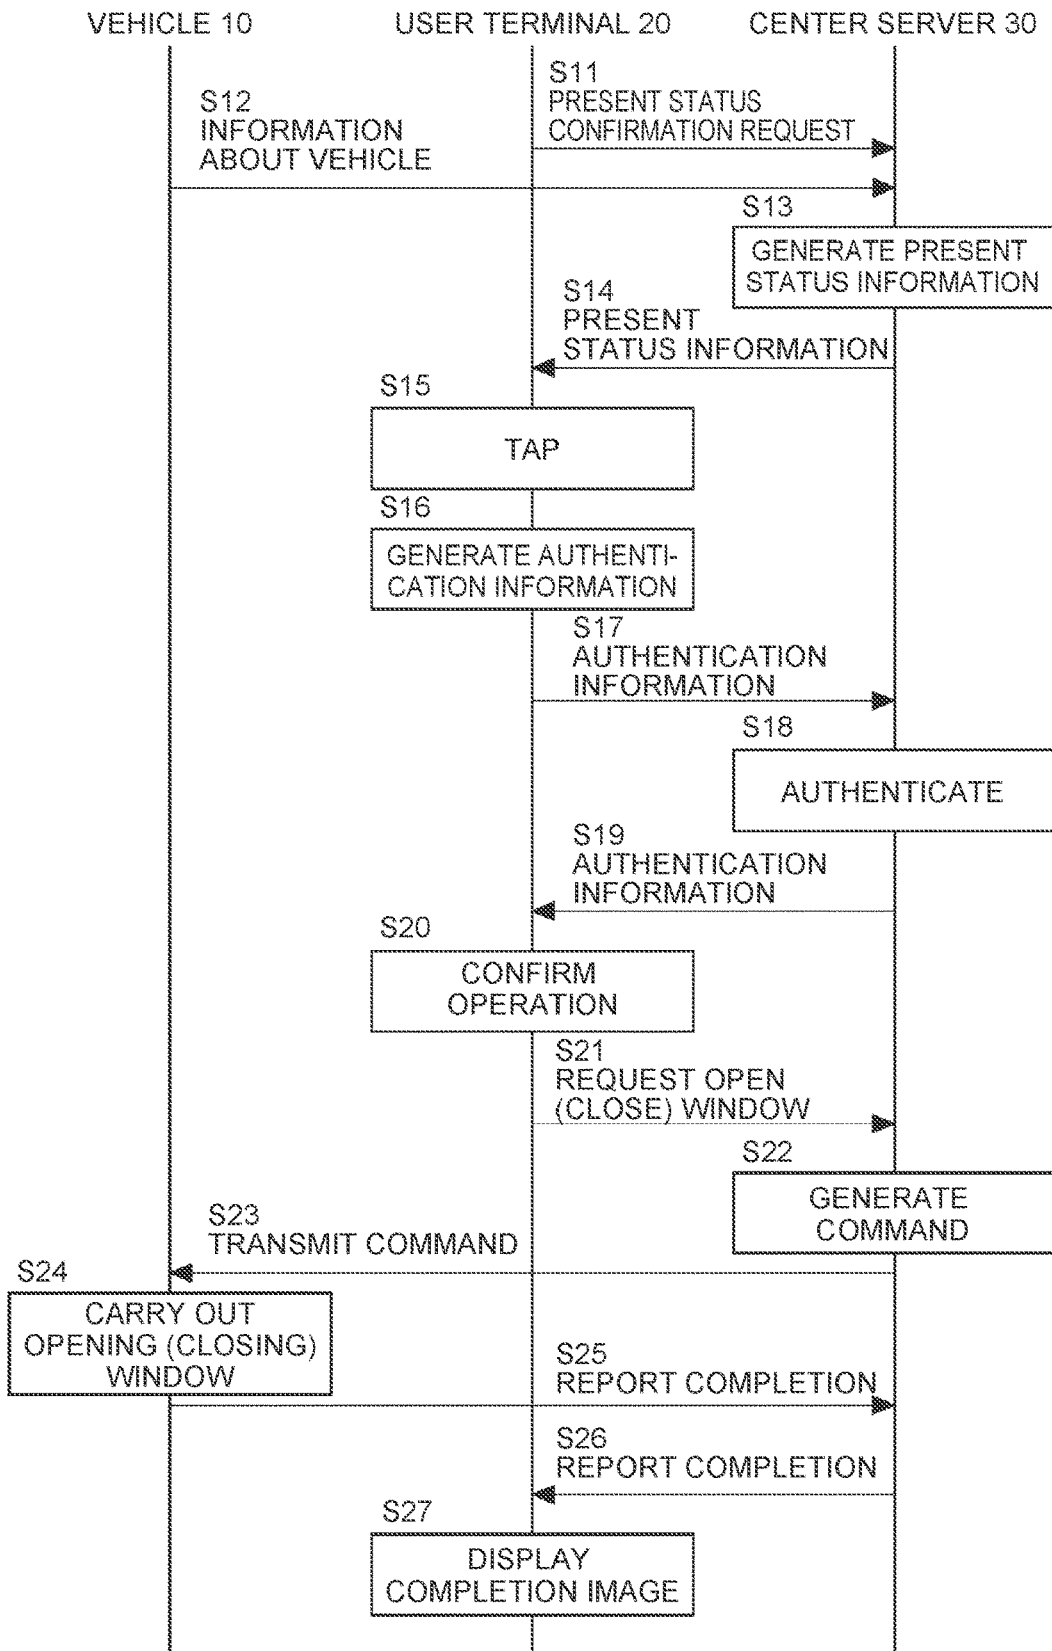 VEHICLE 10
USER TERMINAL 20
CENTER SERVER 30
S11
PRESENT STATUS
CONFIRMATION REQUEST
S12
INFORMATION
ABOUT VEHICLE
S13
GENERATE PRESENT
STATUS INFORMATION
S14
PRESENT
STATUS INFORMATION
S15
TAP
S16
GENERATE AUTHENTI-
CATION INFORMATION
S17
AUTHENTICATION
INFORMATION
S18
AUTHENTICATE
S19
AUTHENTICATION
INFORMATION
S20
CONFIRM
OPERATION
S21
REQUEST OPEN
(CLOSE) WINDOW
S22
GENERATE
COMMAND
S23
TRANSMIT COMMAND
S24
CARRY OUT
OPENING (CLOSING)
WINDOW
S25
REPORT COMPLETION
S26
REPORT COMPLETION
S27
DISPLAY
COMPLETION IMAGE